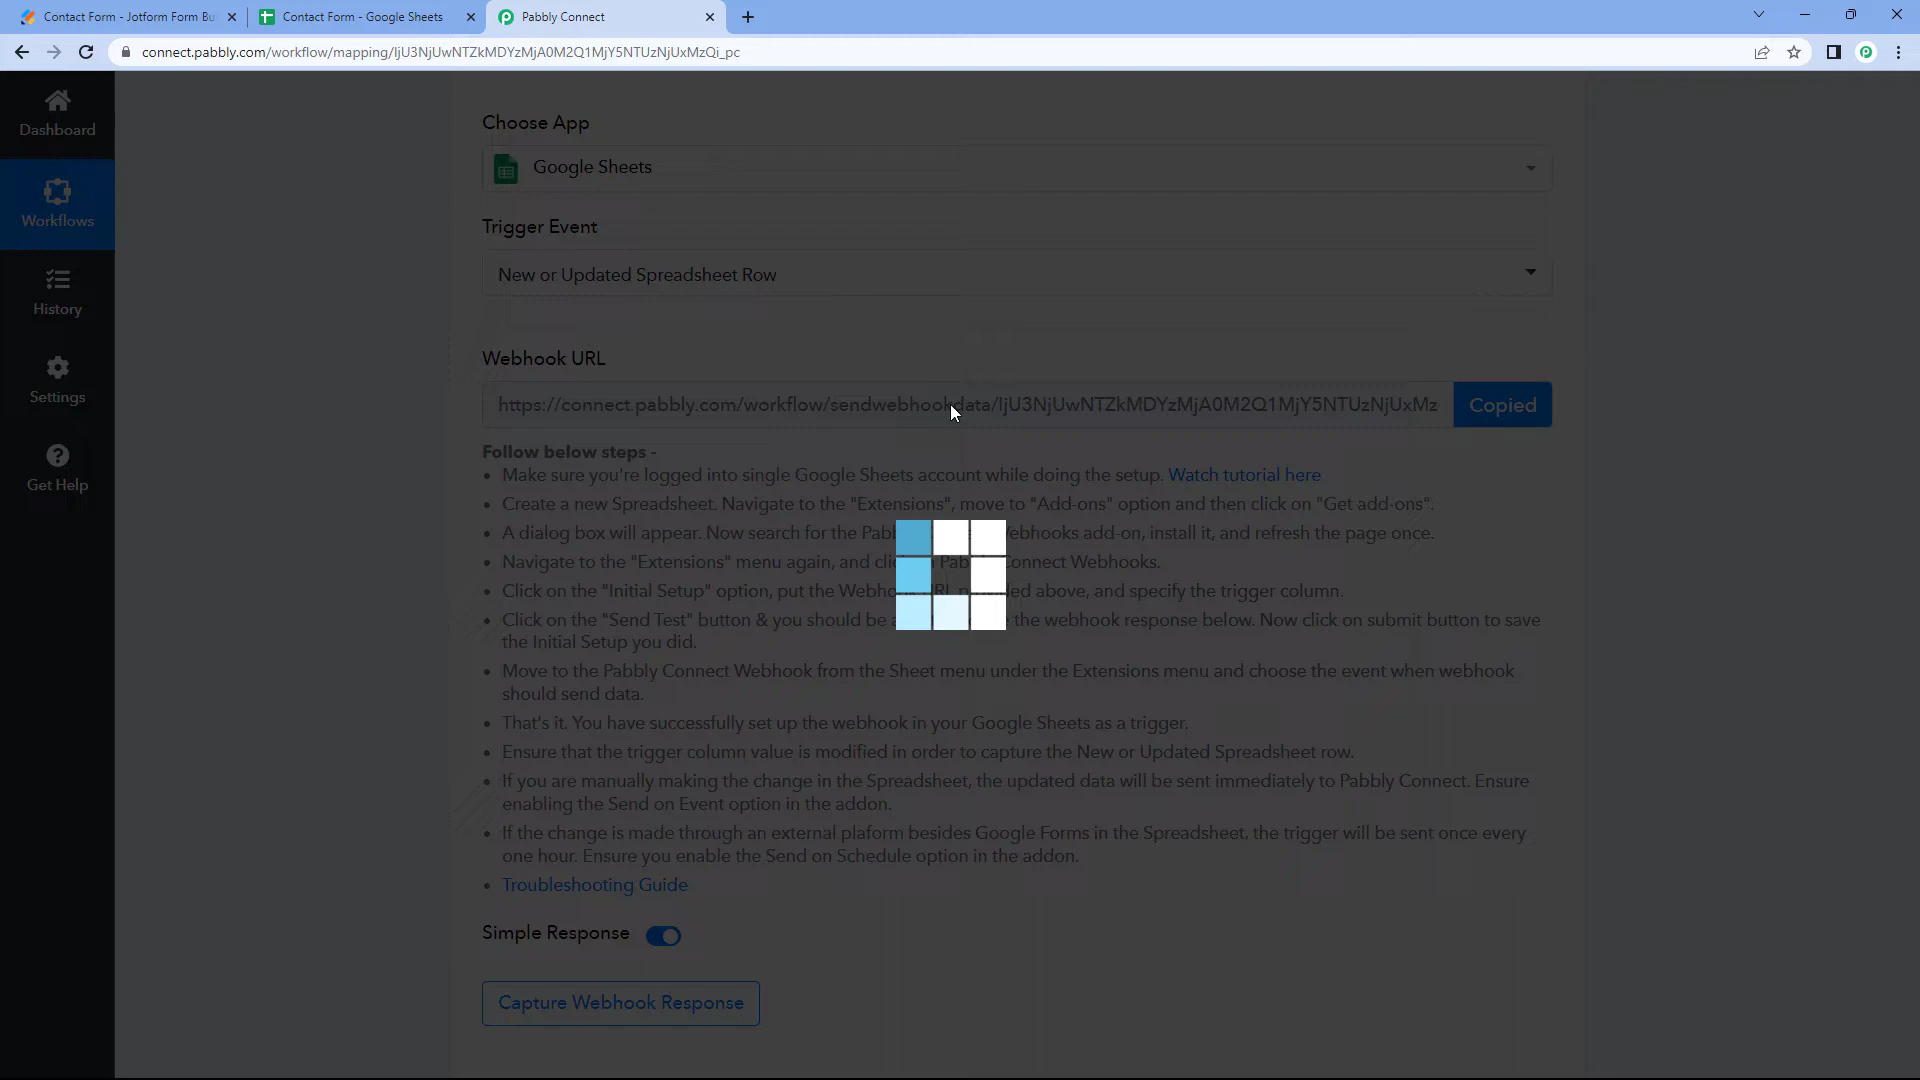 Contact Form - Jotform Form Bu
Contact Form - Google Sheets
Pabbly Connect
connect.pabbly.com/workflow/mapping/IjU3NjUwNTZkMDYzMjA0M2Q1MjY5NTUzNjUxMzQi_pc
Dashboard
Workflows
History
Settings
Get Help
Choose App
Google Sheets
Trigger Event
New or Updated Spreadsheet Row
Webhook URL
https://connect.pabbly.com/workflow/sendwebhookdata/IjU3NjUwNTZkMDYzMjA0M2Q1MjY5NTUzNjUxMz
Copied
Follow below steps -
Make sure you're logged into single Google Sheets account while doing the setup. Watch tutorial here
Create a new Spreadsheet. Navigate to the "Extensions", move to "Add-ons" option and then click on "Get add-ons".
A dialog box will appear. Now search for the Pab ebhooks add-on, install it, and refresh the page once.
Navigate to the "Extensions" menu again, and cli Pab onnect Webhooks.
Click on the "Initial Setup" option, put the Webho URL ed above, and specify the trigger column.
Click on the "Send Test" button & you should be a the webhook response below. Now click on submit button to save
the Initial Setup you did.
Move to the Pabbly Connect Webhook from the Sheet menu under the Extensions menu and choose the event when webhook
should send data.
That's it. You have successfully set up the webhook in your Google Sheets as a trigger.
Ensure that the trigger column value is modified in order to capture the New or Updated Spreadsheet row.
If you are manually making the change in the Spreadsheet, the updated data will be sent immediately to Pabbly Connect. Ensure
enabling the Send on Event option in the addon.
If the change is made through an external plaform besides Google Forms in the Spreadsheet, the trigger will be sent once every
one hour. Ensure you enable the Send on Schedule option in the addon.
Troubleshooting Guide
Simple Response
Capture Webhook Response